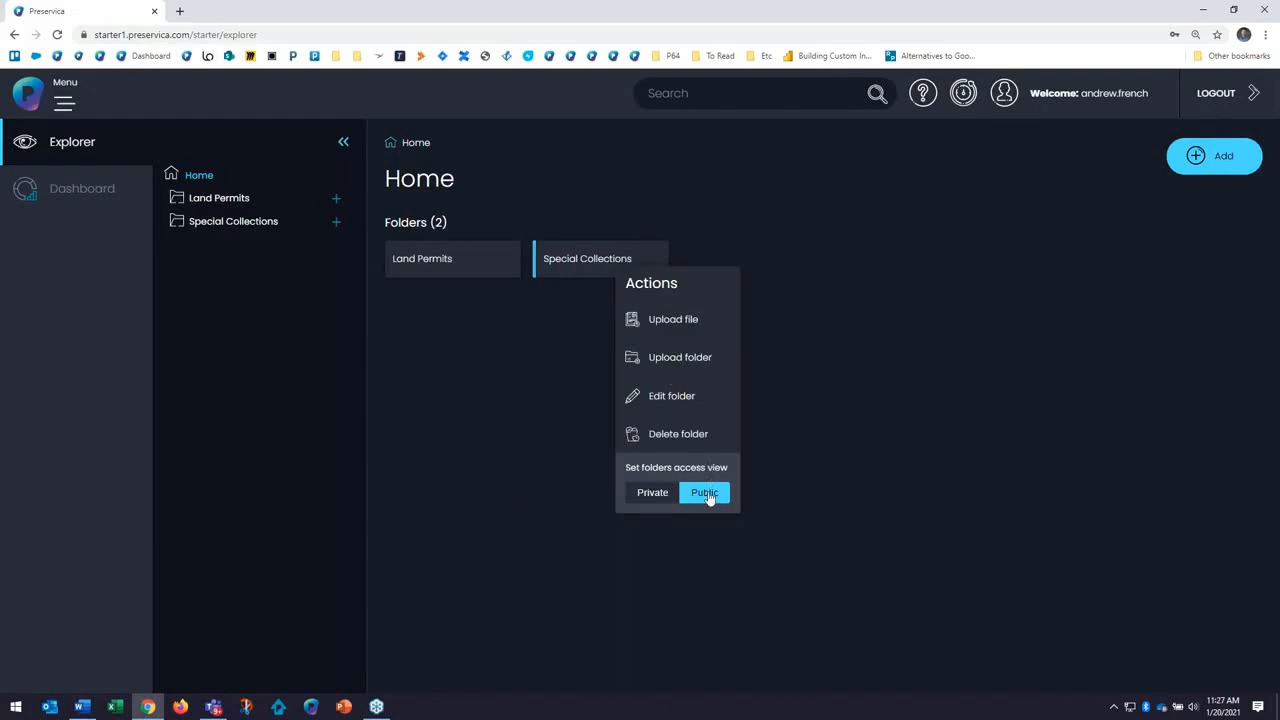 Preservica
starter1.preservica.com/starter/explorer
Dashboard
P64
To Read
Etc
Building Custom In...
Alternatives to Goo...
Other bookmarks
Menu
Search
Welcome: andrew.french
LOGOUT
Explorer
Dashboard
Home
Land Permits
Special Collections
Home
Home
Add
Folders (2)
Land Permits
Special Collections
Actions
Upload file
Upload folder
Edit folder
Delete folder
Set folders access view
Private
Public
11:27 AM
1/20/2021